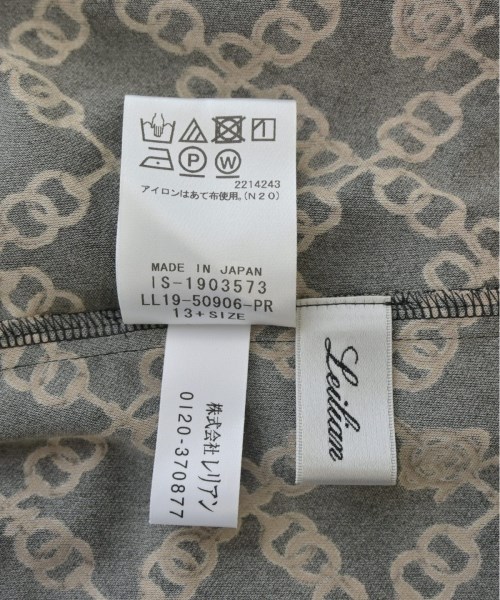 2214243
アイロンはあて布使用。(N20)
MADE IN JAPAN
IS-1903573
LL19-50906-PR
13+SIZE
株式会社 レリアン
0120-370877
Leilian